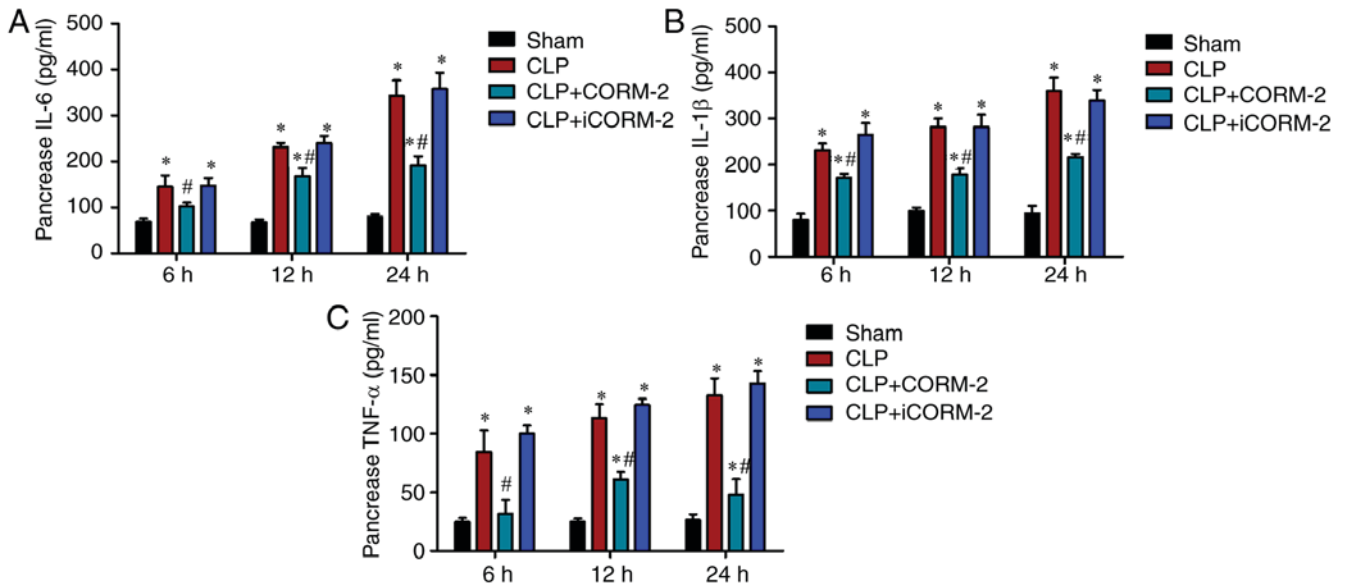 A
Pancrease IL-6 (pg/ml)
500
400
300
200
100
0
* * #
* * * # *
* * # *
6 h 12 h 24 h
Sham
CLP
CLP+CORM-2
CLP+iCORM-2
B
Pancrease IL-1β (pg/ml)
500
400
300
200
100
0
* *# *
* *# *
* *# *
6 h 12 h 24 h
Sham
CLP
CLP+CORM-2
CLP+iCORM-2
C
Pancrease TNF-α (pg/ml)
200
150
100
50
0
* # *
* *# *
* *# *
6 h 12 h 24 h
Sham
CLP
CLP+CORM-2
CLP+iCORM-2